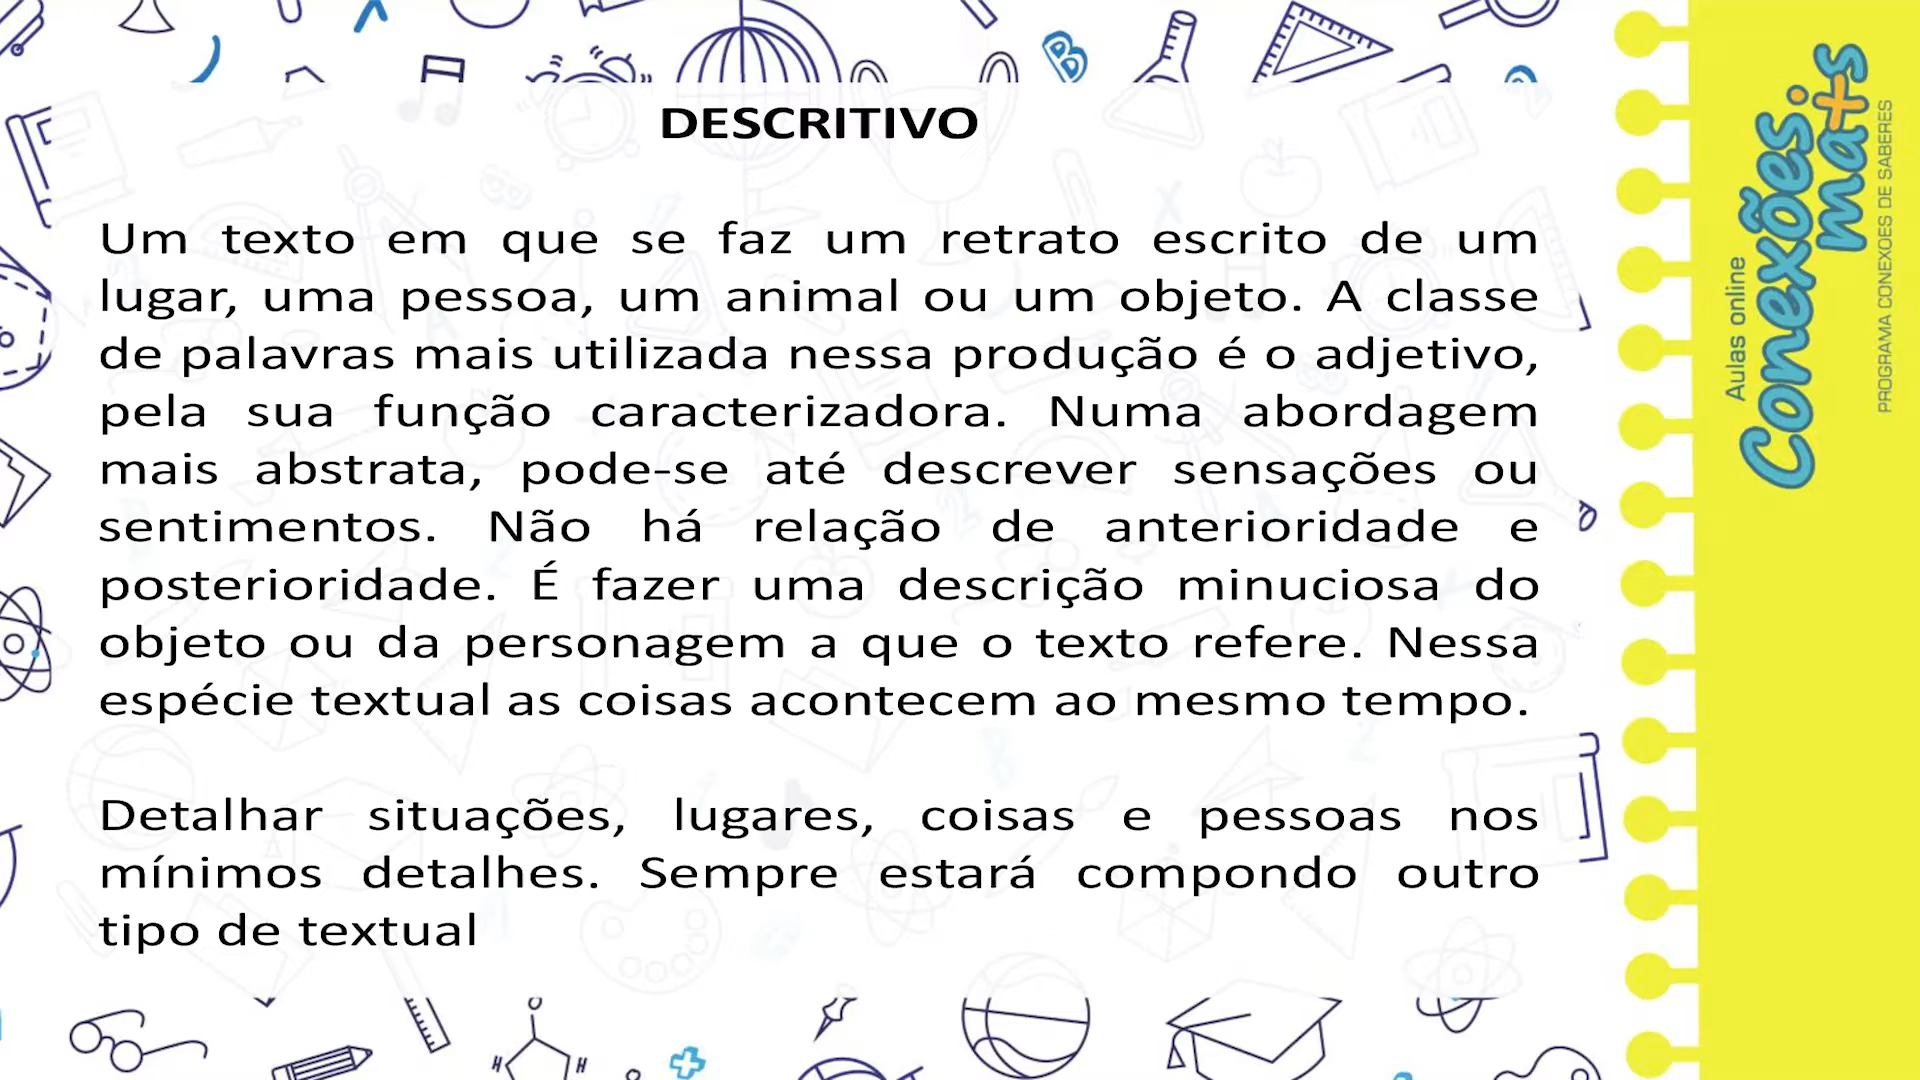 DESCRITIVO
Um texto em que se faz um retrato escrito de um
lugar, uma pessoa, um animal ou um objeto. A classe
de palavras mais utilizada nessa produção é o adjetivo,
pela sua função caracterizadora. Numa abordagem
mais abstrata, pode-se até descrever sensações ou
sentimentos. Não há relação de anterioridade e
posterioridade. É fazer uma descrição minuciosa do
objeto ou da personagem a que o texto refere. Nessa
espécie textual as coisas acontecem ao mesmo tempo.
Detalhar situações, lugares, coisas e pessoas nos
mínimos detalhes. Sempre estará compondo outro
tipo de textual
Aulas online
Conexões
ma+s
PROGRAMA CONEXOES DE SABERES
B
O
H
H